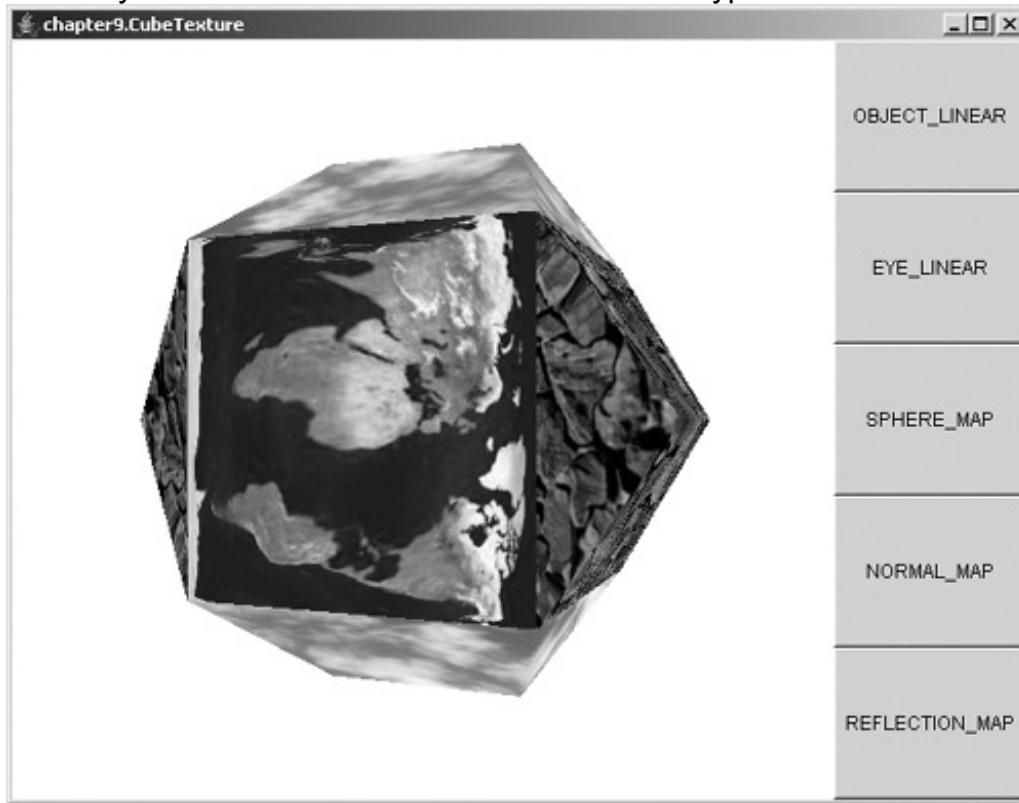 chapter9.CubeTexture
OBJECT_LINEAR
EYE_LINEAR
SPHERE_MAP
NORMAL_MAP
REFLECTION_MAP